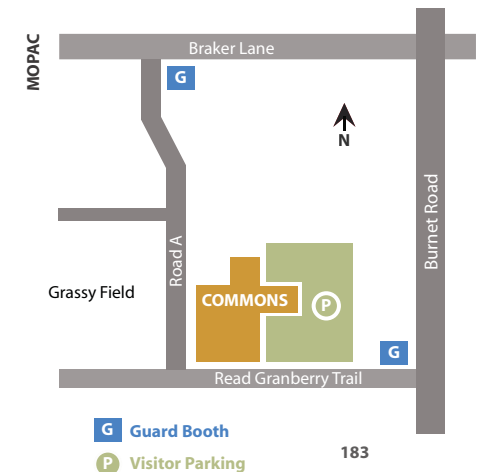 MOPAC
Braker Lane
G
N
Burnet Road
Road A
Grassy Field
COMMONS
P
G
Read Granberry Trail
G Guard Booth
183
P Visitor Parking